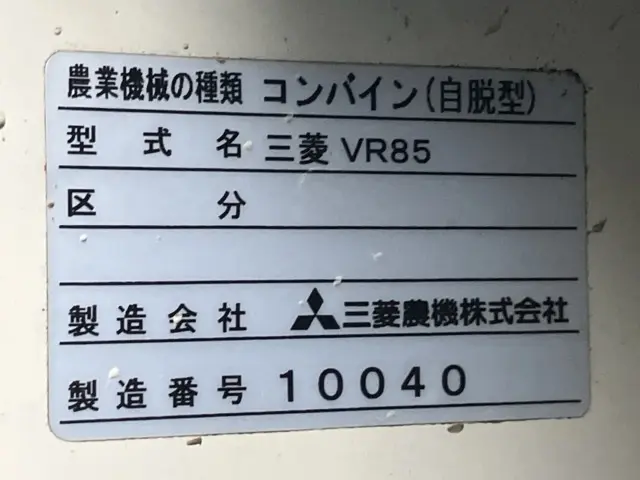 農業機械の種類 コンバイン(自脱型)
型式名 三菱 VR85
区分
製造会社 三菱農機株式会社
製造番号 10040